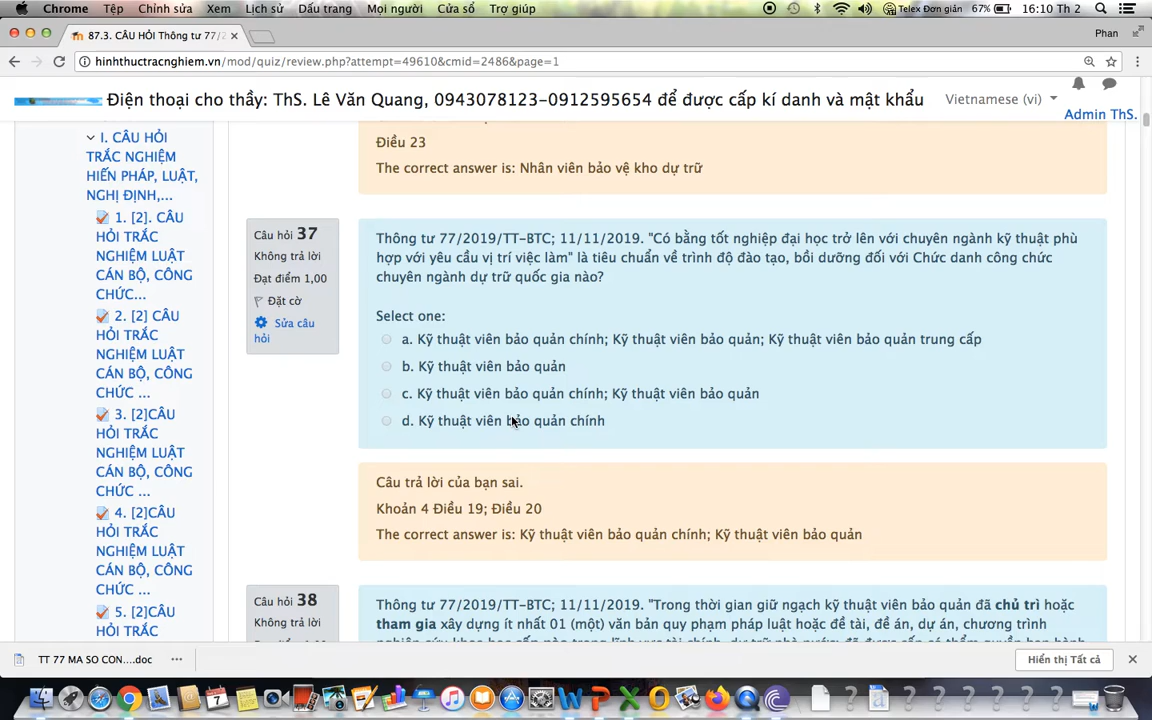 Chrome Tệp Chỉnh sửa Xem Lịch sử Dấu trang Mọi người Cửa sổ Trợ giúp Telex Đơn giản 67% 16:10 Th 2
87.3. CÂU HỎI Thông tư 77/2
Phan
hinhthuctracnghiem.vn/mod/quiz/review.php?attempt=49610&cmid=2486&page=1
Điện thoại cho thầy: ThS. Lê Văn Quang, 0943078123-0912595654 để được cấp kí danh và mật khẩu
Vietnamese (vi)
Admin ThS.
I. CÂU HỎI
TRẮC NGHIỆM
HIẾN PHÁP, LUẬT,
NGHỊ ĐỊNH,...
1. [2]. CÂU
HỎI TRẮC
NGHIỆM LUẬT
CÁN BỘ, CÔNG
CHỨC...
2. [2] CÂU
HỎI TRẮC
NGHIỆM LUẬT
CÁN BỘ, CÔNG
CHỨC ...
3. [2]CÂU
HỎI TRẮC
NGHIỆM LUẬT
CÁN BỘ, CÔNG
CHỨC ...
4. [2]CÂU
HỎI TRẮC
NGHIỆM LUẬT
CÁN BỘ, CÔNG
CHỨC ...
5. [2]CÂU
HỎI TRẮC
Điều 23
The correct answer is: Nhân viên bảo vệ kho dự trữ
Câu hỏi 37
Không trả lời
Đạt điểm 1,00
Đặt cờ
Sửa câu
hỏi
Thông tư 77/2019/TT-BTC; 11/11/2019. "Có bằng tốt nghiệp đại học trở lên với chuyên ngành kỹ thuật phù
hợp với yêu cầu vị trí việc làm" là tiêu chuẩn về trình độ đào tạo, bồi dưỡng đối với Chức danh công chức
chuyên ngành dự trữ quốc gia nào?
Select one:
a. Kỹ thuật viên bảo quản chính; Kỹ thuật viên bảo quản; Kỹ thuật viên bảo quản trung cấp
b. Kỹ thuật viên bảo quản
c. Kỹ thuật viên bảo quản chính; Kỹ thuật viên bảo quản
d. Kỹ thuật viên bảo quản chính
Câu trả lời của bạn sai.
Khoản 4 Điều 19; Điều 20
The correct answer is: Kỹ thuật viên bảo quản chính; Kỹ thuật viên bảo quản
Câu hỏi 38
Không trả lời
Thông tư 77/2019/TT-BTC; 11/11/2019. "Trong thời gian giữ ngạch kỹ thuật viên bảo quản đã chủ trì hoặc
tham gia xây dựng ít nhất 01 (một) văn bản quy phạm pháp luật hoặc đề tài, đề án, dự án, chương trình
TT 77 MA SO CON....doc
Hiển thị Tất cả